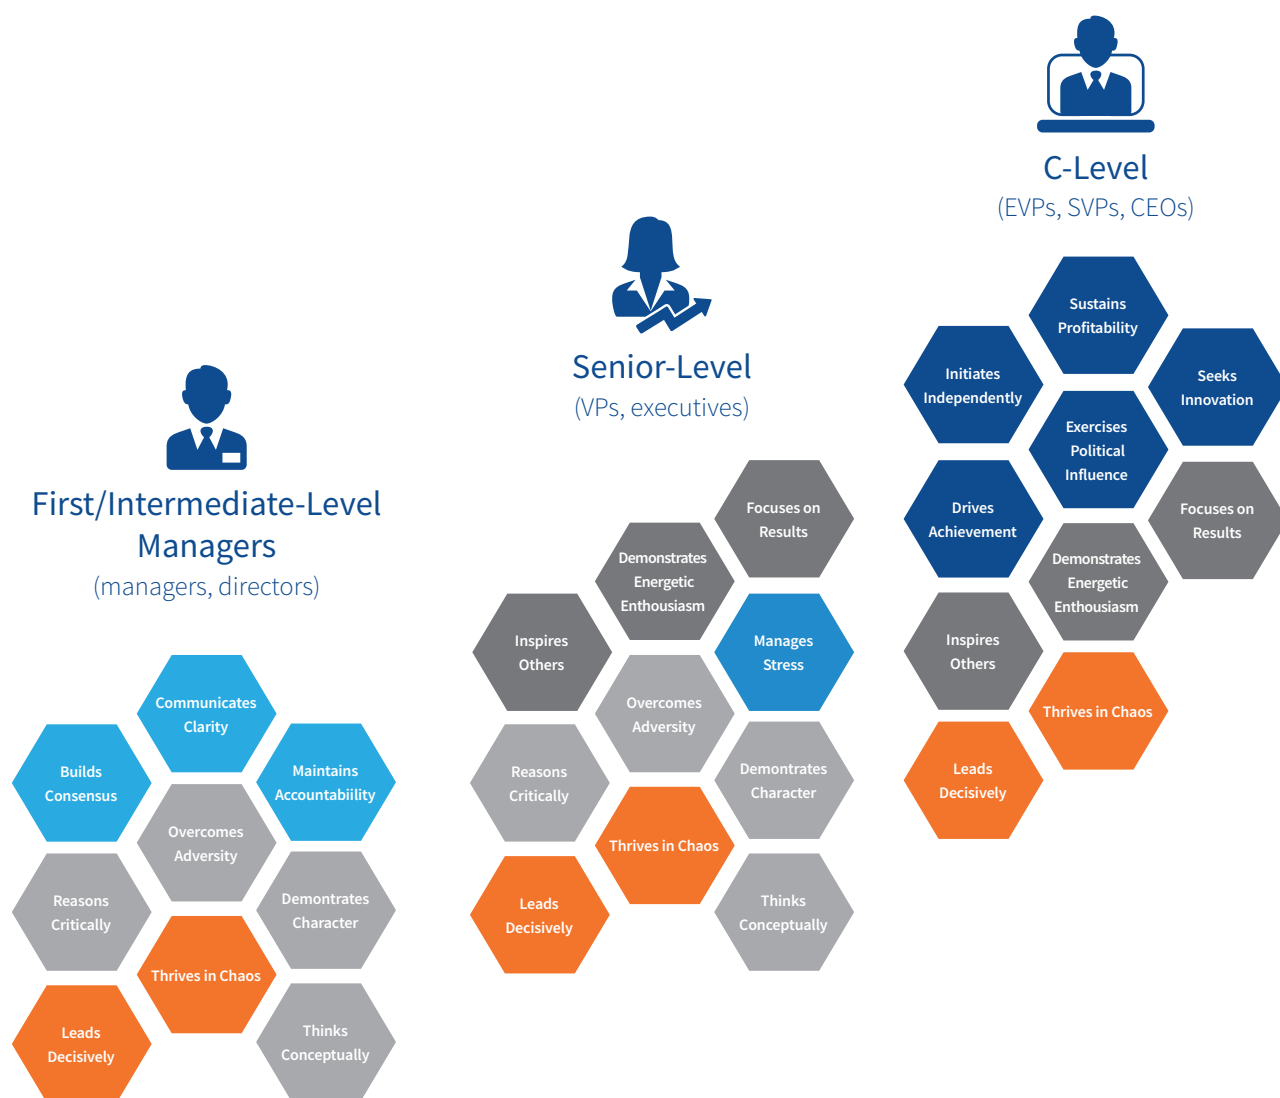 First/Intermediate-Level
Managers
(managers, directors)
Communicates
Clarity
Builds
Consensus
Maintains
Accountabiility
Overcomes
Adversity
Reasons
Critically
Demontrates
Character
Thrives in Chaos
Leads
Decisively
Thinks
Conceptually
Senior-Level
(VPs, executives)
Focuses on
Results
Demonstrates
Energetic
Enthousiasm
Inspires
Others
Manages
Stress
Overcomes
Adversity
Reasons
Critically
Demontrates
Character
Thrives in Chaos
Leads
Decisively
Thinks
Conceptually
C-Level
(EVPs, SVPs, CEOs)
Sustains
Profitability
Initiates
Independently
Seeks
Innovation
Exercises
Political
Influence
Drives
Achievement
Focuses on
Results
Demonstrates
Energetic
Enthousiasm
Inspires
Others
Thrives in Chaos
Leads
Decisively